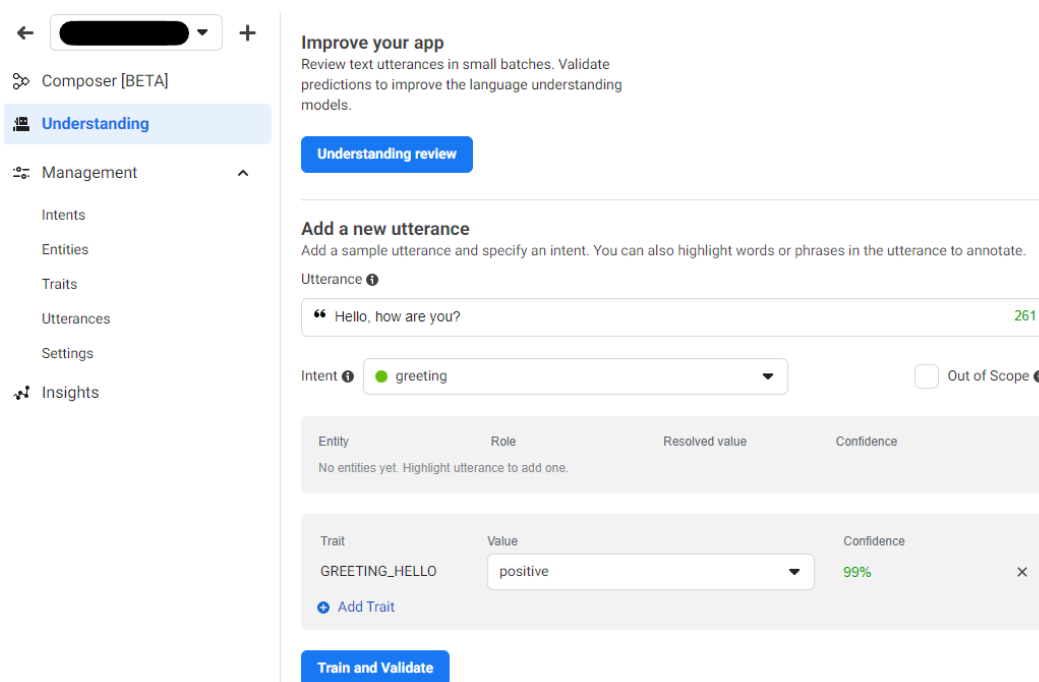 Composer [BETA]
Understanding
Management
Intents
Entities
Traits
Utterances
Settings
Insights
Improve your app
Review text utterances in small batches. Validate
predictions to improve the language understanding
models.
Understanding review
Add a new utterance
Add a sample utterance and specify an intent. You can also highlight words or phrases in the utterance to annotate.
Utterance
❝ Hello, how are you? 261
Intent greeting Out of Scope
Entity Role Resolved value Confidence
No entities yet. Highlight utterance to add one.
Trait Value Confidence
GREETING_HELLO positive 99%
Add Trait
Train and Validate